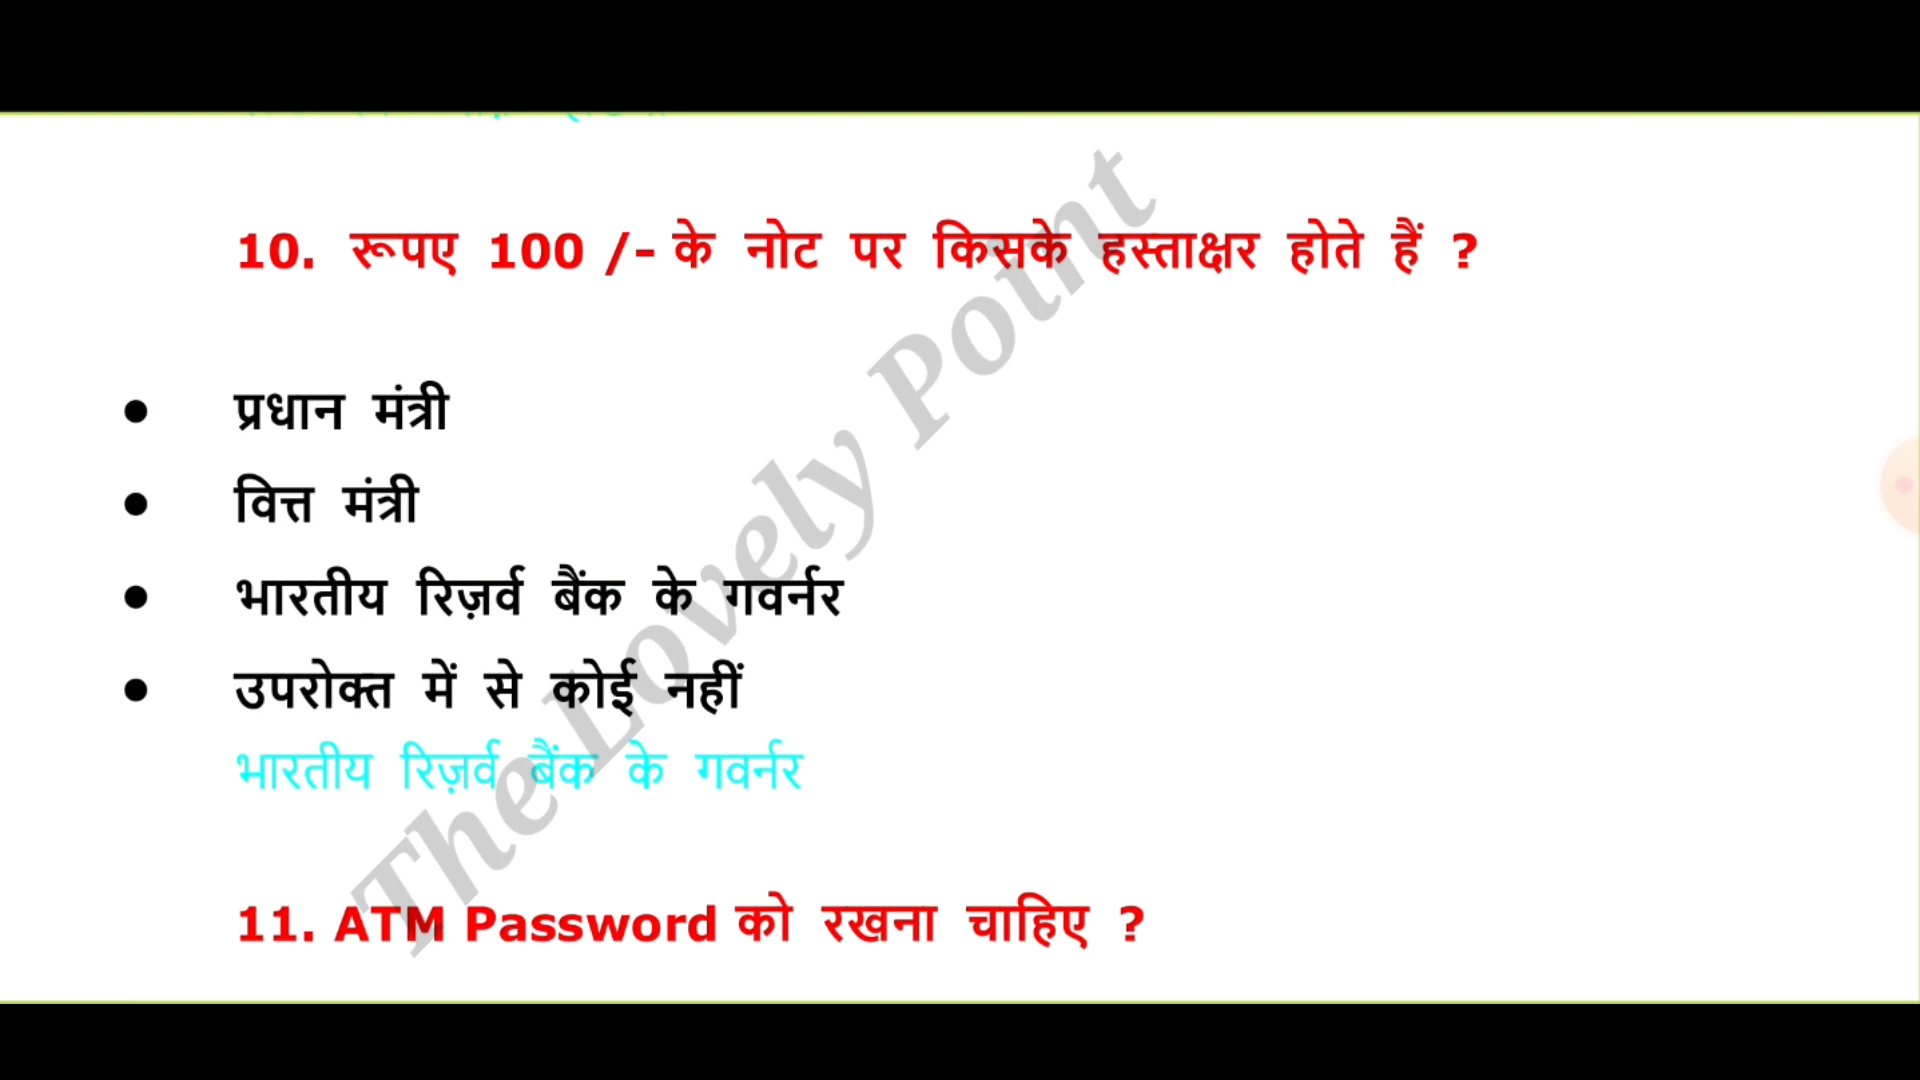 10. रूपए 100 /- के नोट पर किसके हस्ताक्षर होते हैं ?
● प्रधान मंत्री
● वित्त मंत्री
● भारतीय रिज़र्व बैंक के गवर्नर
● उपरोक्त में से कोई नहीं
भारतीय रिज़र्व बैंक के गवर्नर
11. ATM Password को रखना चाहिए ?
The Lovely Point